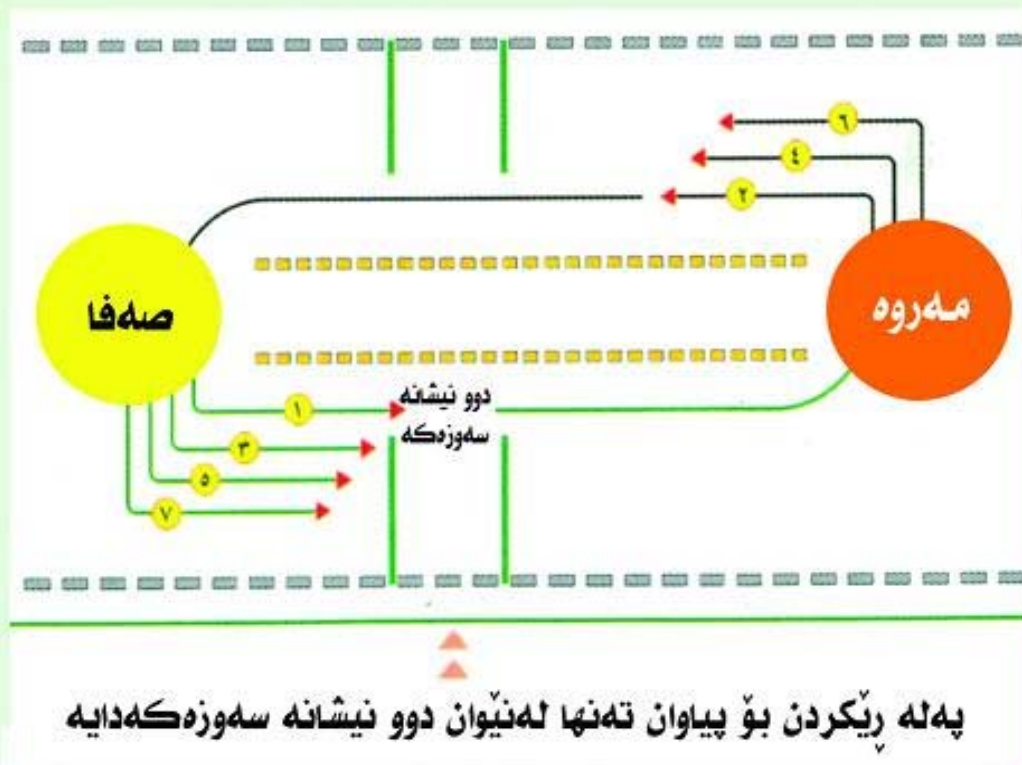 ٦
٤
٢
صەفا
مەروە
١
دوو نیشانە
سەوزەکە
٣
٥
٧
پەلە ڕێکردن بۆ پیاوان تەنها لەنێوان دوو نیشانە سەوزەکەدایە